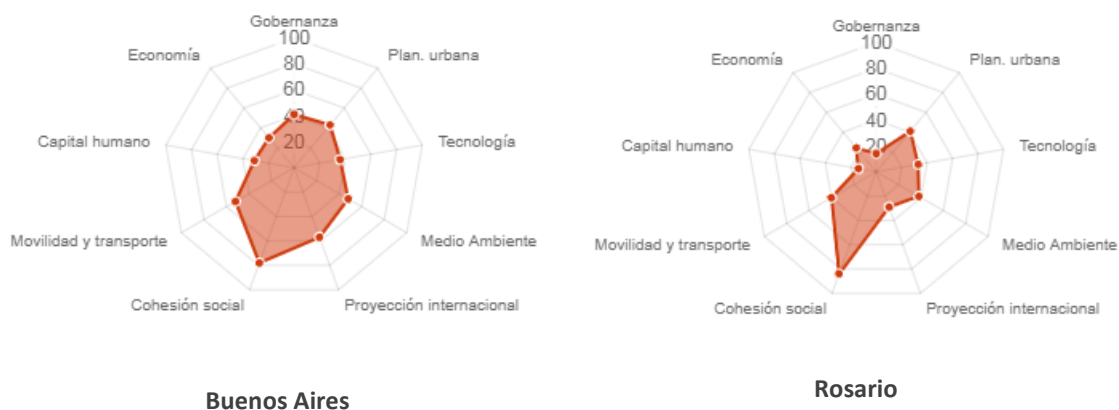 Gobernanza
100
80
60
40
20
Economía
Plan. urbana
Capital humano
Tecnología
Movilidad y transporte
Medio Ambiente
Cohesión social
Proyección internacional
Buenos Aires
Gobernanza
100
80
60
40
20
Economía
Plan. urbana
Capital humano
Tecnología
Movilidad y transporte
Medio Ambiente
Cohesión social
Proyección internacional
Rosario